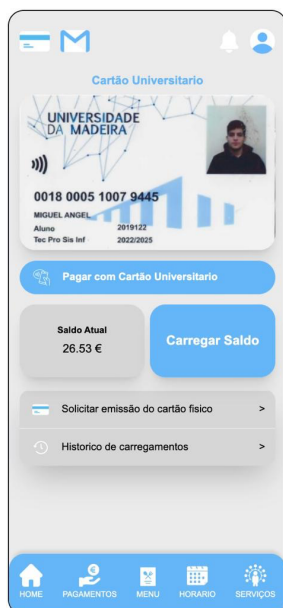 Cartão Universitario
UNIVERSIDADE
DA MADEIRA
0018 0005 1007 9445
MIGUEL ANGEL
Aluno 2019122
Tec Pro Sis Inf 2022/2025
Pagar com Cartão Universitario
Saldo Atual
26.53 €
Carregar Saldo
Solicitar emissão do cartão fisico >
Historico de carregamentos >
HOME PAGAMENTOS MENU HORARIO SERVIÇOS